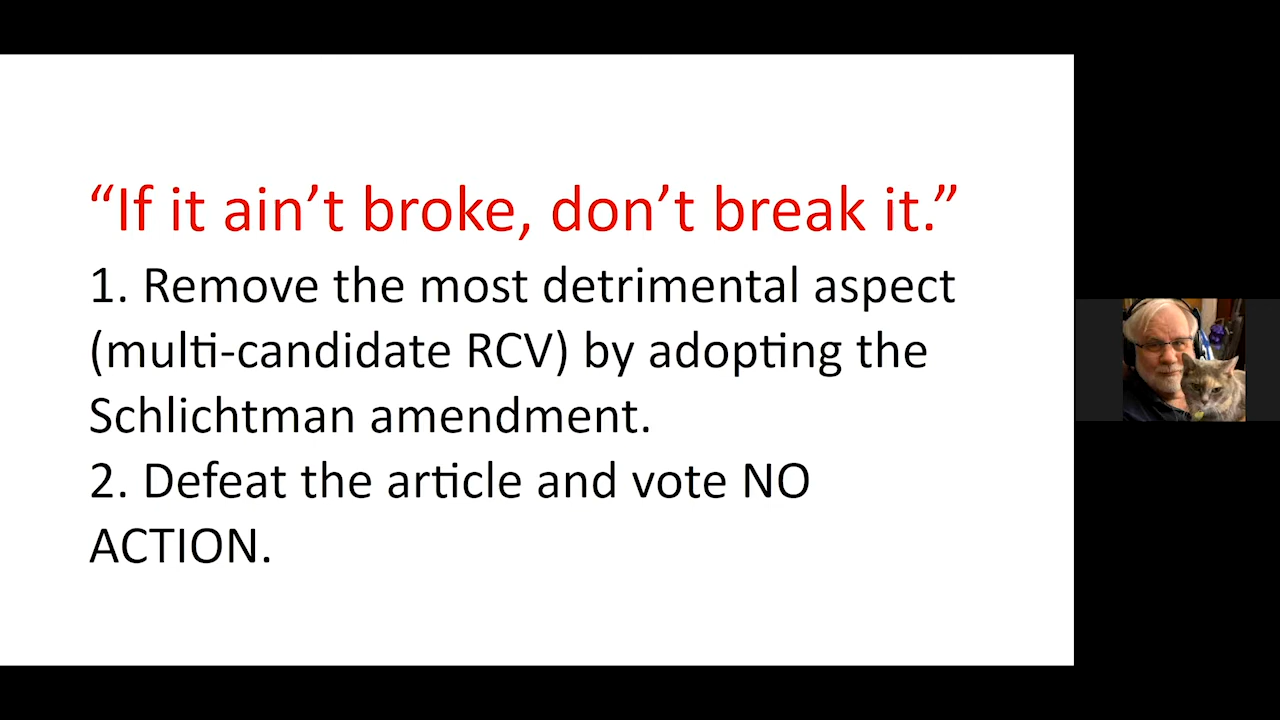 “If it ain’t broke, don’t break it.”
1. Remove the most detrimental aspect
(multi-candidate RCV) by adopting the
Schlichtman amendment.
2. Defeat the article and vote NO
ACTION.